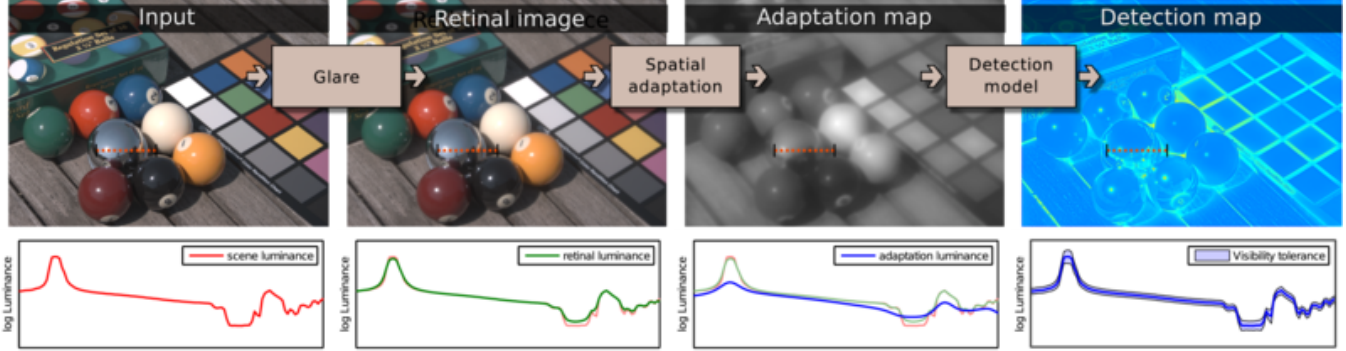 Input
Retinal image
Adaptation map
Detection map
Glare
Spatial
adaptation
Detection
model
scene luminance
retinal luminance
adaptation luminance
Visibility tolerance
log Luminance
log Luminance
log Luminance
log Luminance